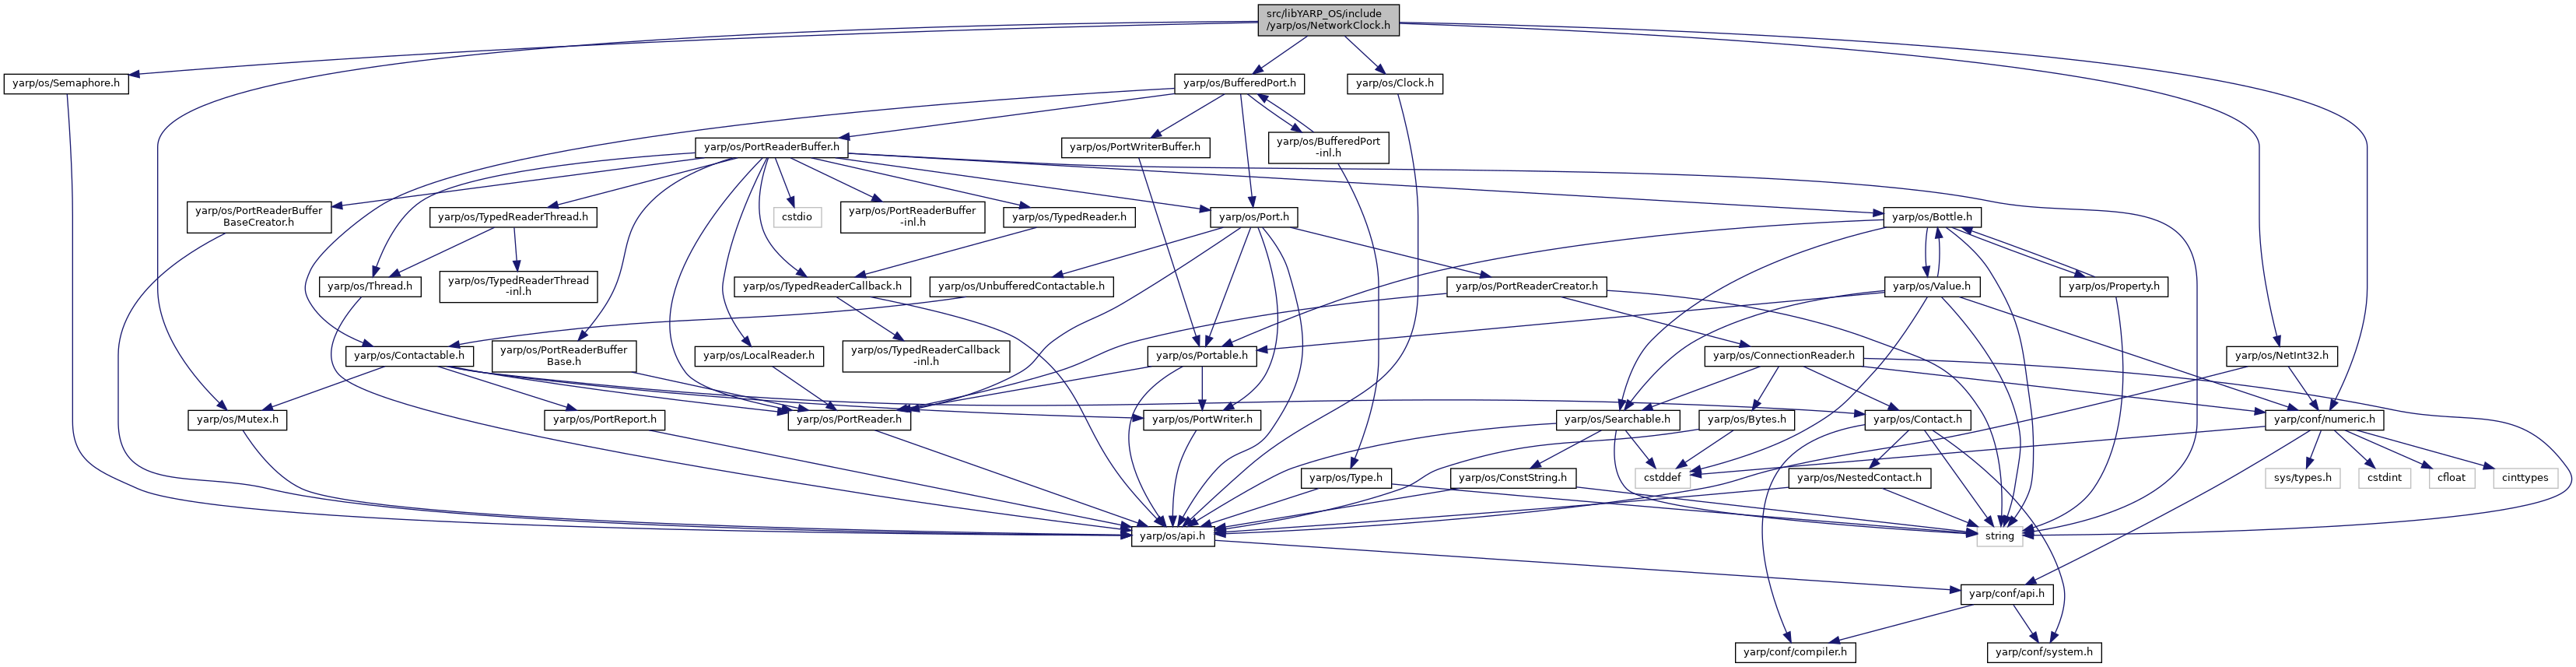 src/libYARP_OS/include
/yarp/os/NetworkClock.h
yarp/os/Semaphore.h
yarp/os/BufferedPort.h
yarp/os/Clock.h
yarp/os/PortReaderBuffer.h
yarp/os/PortWriterBuffer.h
yarp/os/BufferedPort
-inl.h
yarp/os/PortReaderBuffer
BaseCreator.h
yarp/os/TypedReaderThread.h
cstdio
yarp/os/PortReaderBuffer
-inl.h
yarp/os/TypedReader.h
yarp/os/Port.h
yarp/os/Bottle.h
yarp/os/Thread.h
yarp/os/TypedReaderThread
-inl.h
yarp/os/TypedReaderCallback.h
yarp/os/UnbufferedContactable.h
yarp/os/PortReaderCreator.h
yarp/os/Value.h
yarp/os/Property.h
yarp/os/Contactable.h
yarp/os/PortReaderBuffer
Base.h
yarp/os/LocalReader.h
yarp/os/TypedReaderCallback
-inl.h
yarp/os/Portable.h
yarp/os/ConnectionReader.h
yarp/os/NetInt32.h
yarp/os/Mutex.h
yarp/os/PortReport.h
yarp/os/PortReader.h
yarp/os/PortWriter.h
yarp/os/Searchable.h
yarp/os/Bytes.h
yarp/os/Contact.h
yarp/conf/numeric.h
yarp/os/Type.h
yarp/os/ConstString.h
cstddef
yarp/os/NestedContact.h
sys/types.h
cstdint
cfloat
cinttypes
yarp/os/api.h
string
yarp/conf/api.h
yarp/conf/compiler.h
yarp/conf/system.h